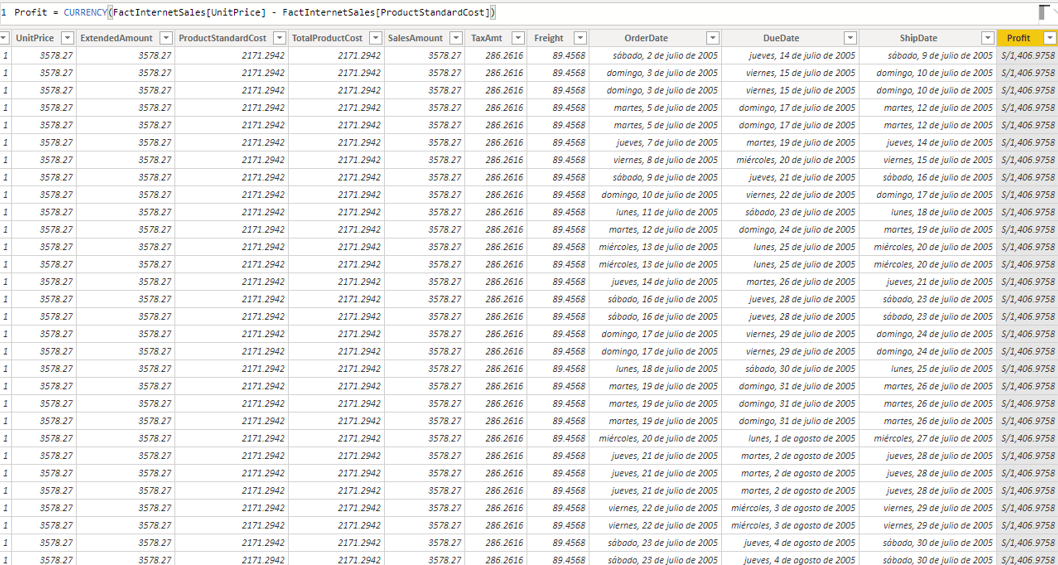 1 Profit = CURRENCY(FactInternetSales[UnitPrice] - FactInternetSales[ProductStandardCost])
UnitPrice ExtendedAmount ProductStandardCost TotalProductCost SalesAmount TaxAmt Freight OrderDate DueDate ShipDate Profit
1 3578.27 3578.27 2171.2942 2171.2942 3578.27 286.2616 89.4568 sábado, 2 de julio de 2005 jueves, 14 de julio de 2005 sábado, 9 de julio de 2005 S/1,406.9758
1 3578.27 3578.27 2171.2942 2171.2942 3578.27 286.2616 89.4568 domingo, 3 de julio de 2005 viernes, 15 de julio de 2005 domingo, 10 de julio de 2005 S/1,406.9758
1 3578.27 3578.27 2171.2942 2171.2942 3578.27 286.2616 89.4568 domingo, 3 de julio de 2005 viernes, 15 de julio de 2005 domingo, 10 de julio de 2005 S/1,406.9758
1 3578.27 3578.27 2171.2942 2171.2942 3578.27 286.2616 89.4568 martes, 5 de julio de 2005 domingo, 17 de julio de 2005 martes, 12 de julio de 2005 S/1,406.9758
1 3578.27 3578.27 2171.2942 2171.2942 3578.27 286.2616 89.4568 martes, 5 de julio de 2005 domingo, 17 de julio de 2005 martes, 12 de julio de 2005 S/1,406.9758
1 3578.27 3578.27 2171.2942 2171.2942 3578.27 286.2616 89.4568 jueves, 7 de julio de 2005 martes, 19 de julio de 2005 jueves, 14 de julio de 2005 S/1,406.9758
1 3578.27 3578.27 2171.2942 2171.2942 3578.27 286.2616 89.4568 viernes, 8 de julio de 2005 miércoles, 20 de julio de 2005 viernes, 15 de julio de 2005 S/1,406.9758
1 3578.27 3578.27 2171.2942 2171.2942 3578.27 286.2616 89.4568 sábado, 9 de julio de 2005 jueves, 21 de julio de 2005 sábado, 16 de julio de 2005 S/1,406.9758
1 3578.27 3578.27 2171.2942 2171.2942 3578.27 286.2616 89.4568 domingo, 10 de julio de 2005 viernes, 22 de julio de 2005 domingo, 17 de julio de 2005 S/1,406.9758
1 3578.27 3578.27 2171.2942 2171.2942 3578.27 286.2616 89.4568 lunes, 11 de julio de 2005 sábado, 23 de julio de 2005 lunes, 18 de julio de 2005 S/1,406.9758
1 3578.27 3578.27 2171.2942 2171.2942 3578.27 286.2616 89.4568 martes, 12 de julio de 2005 domingo, 24 de julio de 2005 martes, 19 de julio de 2005 S/1,406.9758
1 3578.27 3578.27 2171.2942 2171.2942 3578.27 286.2616 89.4568 miércoles, 13 de julio de 2005 lunes, 25 de julio de 2005 miércoles, 20 de julio de 2005 S/1,406.9758
1 3578.27 3578.27 2171.2942 2171.2942 3578.27 286.2616 89.4568 miércoles, 13 de julio de 2005 lunes, 25 de julio de 2005 miércoles, 20 de julio de 2005 S/1,406.9758
1 3578.27 3578.27 2171.2942 2171.2942 3578.27 286.2616 89.4568 jueves, 14 de julio de 2005 martes, 26 de julio de 2005 jueves, 21 de julio de 2005 S/1,406.9758
1 3578.27 3578.27 2171.2942 2171.2942 3578.27 286.2616 89.4568 sábado, 16 de julio de 2005 jueves, 28 de julio de 2005 sábado, 23 de julio de 2005 S/1,406.9758
1 3578.27 3578.27 2171.2942 2171.2942 3578.27 286.2616 89.4568 sábado, 16 de julio de 2005 jueves, 28 de julio de 2005 sábado, 23 de julio de 2005 S/1,406.9758
1 3578.27 3578.27 2171.2942 2171.2942 3578.27 286.2616 89.4568 domingo, 17 de julio de 2005 viernes, 29 de julio de 2005 domingo, 24 de julio de 2005 S/1,406.9758
1 3578.27 3578.27 2171.2942 2171.2942 3578.27 286.2616 89.4568 domingo, 17 de julio de 2005 viernes, 29 de julio de 2005 domingo, 24 de julio de 2005 S/1,406.9758
1 3578.27 3578.27 2171.2942 2171.2942 3578.27 286.2616 89.4568 lunes, 18 de julio de 2005 sábado, 30 de julio de 2005 lunes, 25 de julio de 2005 S/1,406.9758
1 3578.27 3578.27 2171.2942 2171.2942 3578.27 286.2616 89.4568 martes, 19 de julio de 2005 domingo, 31 de julio de 2005 martes, 26 de julio de 2005 S/1,406.9758
1 3578.27 3578.27 2171.2942 2171.2942 3578.27 286.2616 89.4568 martes, 19 de julio de 2005 domingo, 31 de julio de 2005 martes, 26 de julio de 2005 S/1,406.9758
1 3578.27 3578.27 2171.2942 2171.2942 3578.27 286.2616 89.4568 martes, 19 de julio de 2005 domingo, 31 de julio de 2005 martes, 26 de julio de 2005 S/1,406.9758
1 3578.27 3578.27 2171.2942 2171.2942 3578.27 286.2616 89.4568 miércoles, 20 de julio de 2005 lunes, 1 de agosto de 2005 miércoles, 27 de julio de 2005 S/1,406.9758
1 3578.27 3578.27 2171.2942 2171.2942 3578.27 286.2616 89.4568 jueves, 21 de julio de 2005 martes, 2 de agosto de 2005 jueves, 28 de julio de 2005 S/1,406.9758
1 3578.27 3578.27 2171.2942 2171.2942 3578.27 286.2616 89.4568 jueves, 21 de julio de 2005 martes, 2 de agosto de 2005 jueves, 28 de julio de 2005 S/1,406.9758
1 3578.27 3578.27 2171.2942 2171.2942 3578.27 286.2616 89.4568 jueves, 21 de julio de 2005 martes, 2 de agosto de 2005 jueves, 28 de julio de 2005 S/1,406.9758
1 3578.27 3578.27 2171.2942 2171.2942 3578.27 286.2616 89.4568 viernes, 22 de julio de 2005 miércoles, 3 de agosto de 2005 viernes, 29 de julio de 2005 S/1,406.9758
1 3578.27 3578.27 2171.2942 2171.2942 3578.27 286.2616 89.4568 viernes, 22 de julio de 2005 miércoles, 3 de agosto de 2005 viernes, 29 de julio de 2005 S/1,406.9758
1 3578.27 3578.27 2171.2942 2171.2942 3578.27 286.2616 89.4568 sábado, 23 de julio de 2005 jueves, 4 de agosto de 2005 sábado, 30 de julio de 2005 S/1,406.9758
1 3578.27 3578.27 2171.2942 2171.2942 3578.27 286.2616 89.4568 sábado, 23 de julio de 2005 jueves, 4 de agosto de 2005 sábado, 30 de julio de 2005 S/1,406.9758